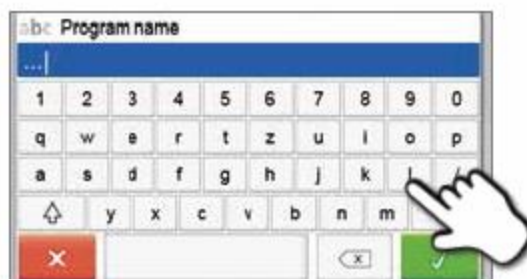 abc Program name
...
1 2 3 4 5 6 7 8 9 0
q w e r t z u i o p
a s d f g h j k l /
y x c v b n m